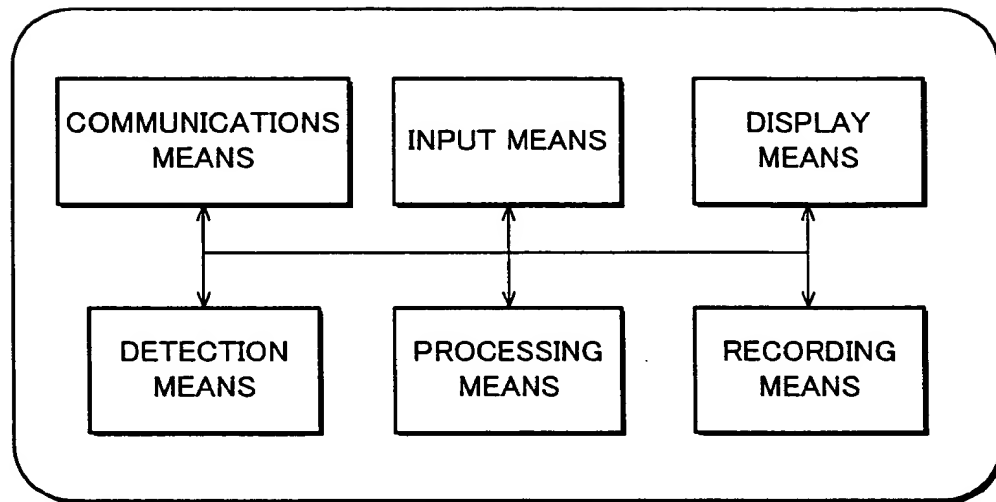 COMMUNICATIONS
MEANS
INPUT MEANS
DISPLAY
MEANS
DETECTION
MEANS
PROCESSING
MEANS
RECORDING
MEANS